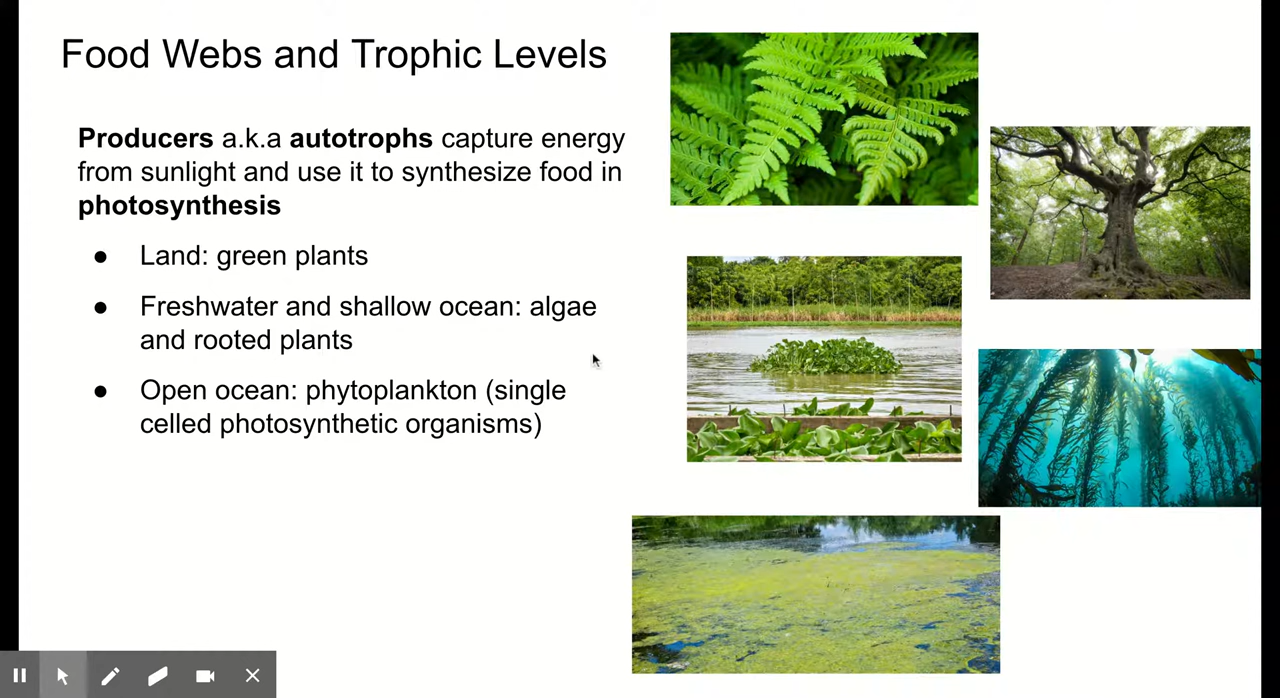 Food Webs and Trophic Levels
Producers a.k.a autotrophs capture energy
from sunlight and use it to synthesize food in
photosynthesis
● Land: green plants
● Freshwater and shallow ocean: algae
and rooted plants
● Open ocean: phytoplankton (single
celled photosynthetic organisms)